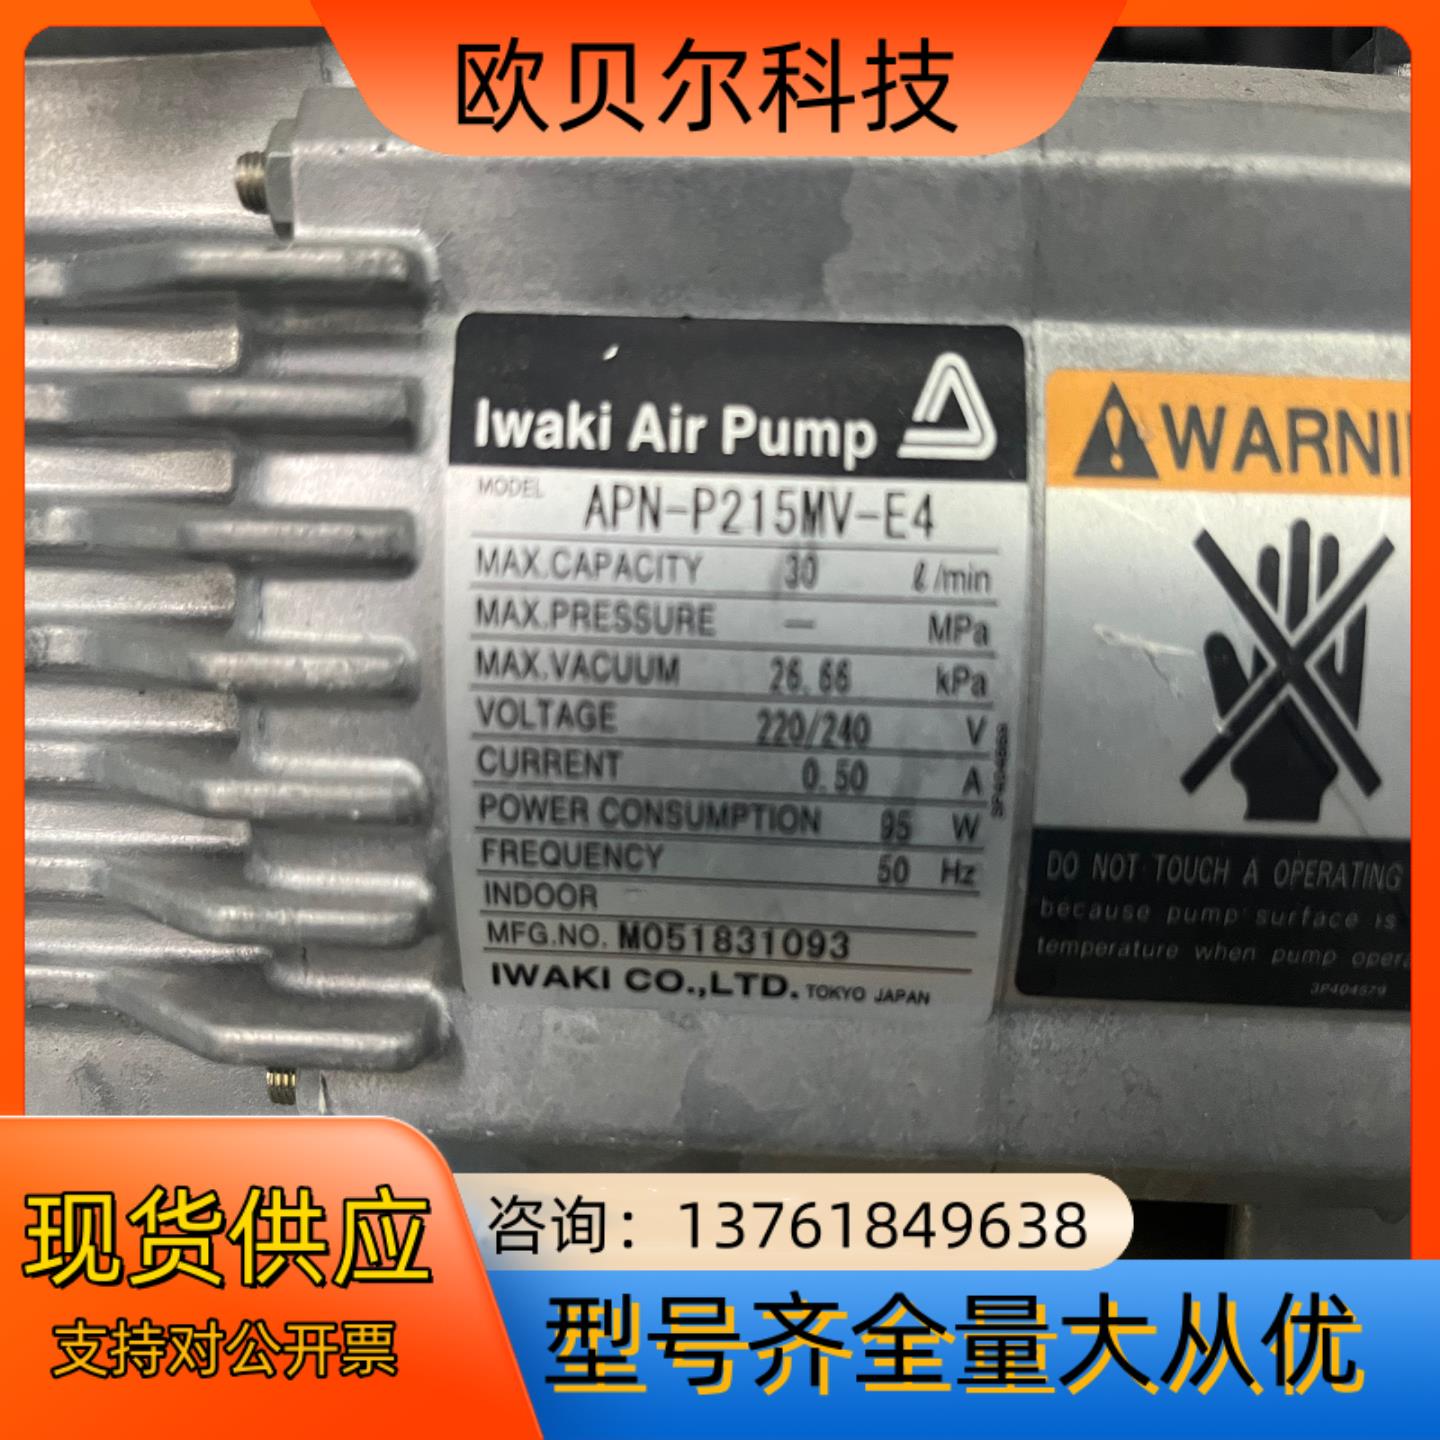 欧贝尔科技
Iwaki Air Pump
MODEL APN-P215MV-E4
MAX.CAPACITY 30 ℓ/min
MAX.PRESSURE — MPa
MAX.VACUUM 26.66 kPa
VOLTAGE 220/240 V
CURRENT 0.50 A
POWER CONSUMPTION 95 W
FREQUENCY 50 Hz
INDOOR
MFG.NO. M051831093
IWAKI CO.,LTD. TOKYO JAPAN
WARNI
DO NOT TOUCH A OPERATING
because pump surface is
temperature when pump opera
3P404579
现货供应
支持对公开票
咨询：13761849638
型号齐全量大从优